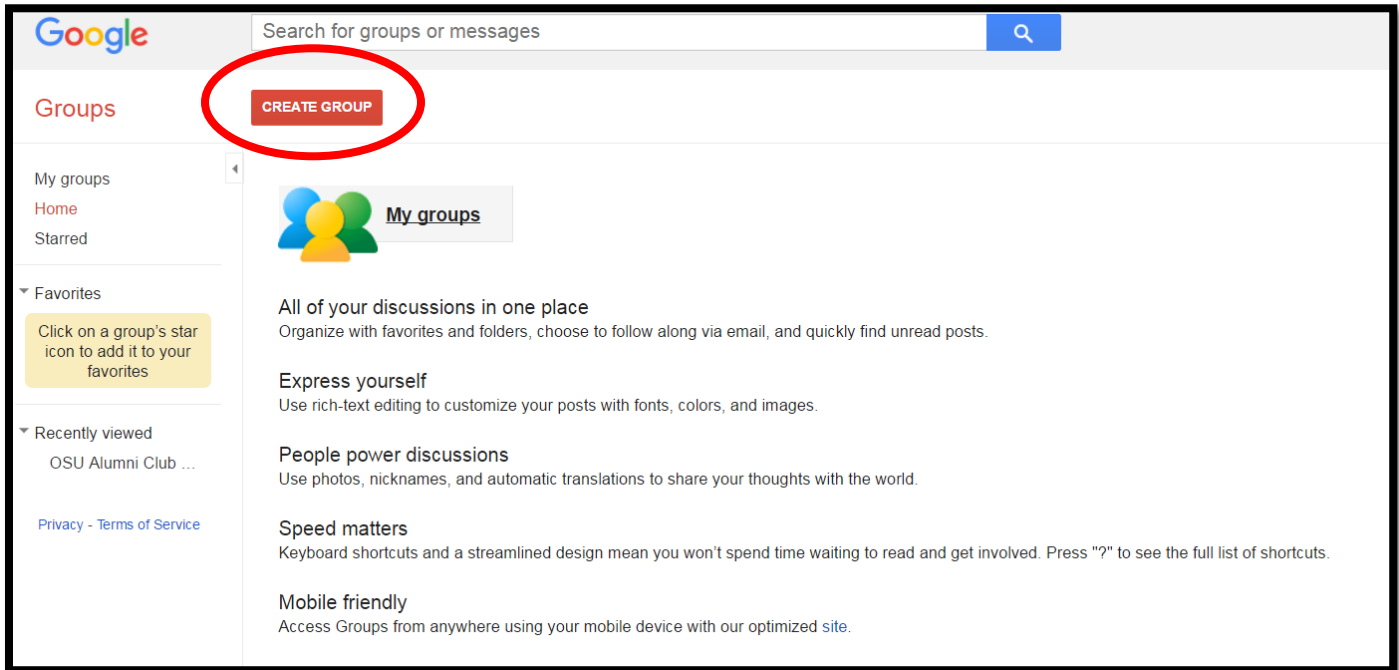 Google
Search for groups or messages
Groups
CREATE GROUP
My groups
Home
Starred
Favorites
Click on a group's star
icon to add it to your
favorites
Recently viewed
OSU Alumni Club ...
Privacy - Terms of Service
My groups
All of your discussions in one place
Organize with favorites and folders, choose to follow along via email, and quickly find unread posts.
Express yourself
Use rich-text editing to customize your posts with fonts, colors, and images.
People power discussions
Use photos, nicknames, and automatic translations to share your thoughts with the world.
Speed matters
Keyboard shortcuts and a streamlined design mean you won't spend time waiting to read and get involved. Press "?" to see the full list of shortcuts.
Mobile friendly
Access Groups from anywhere using your mobile device with our optimized site.